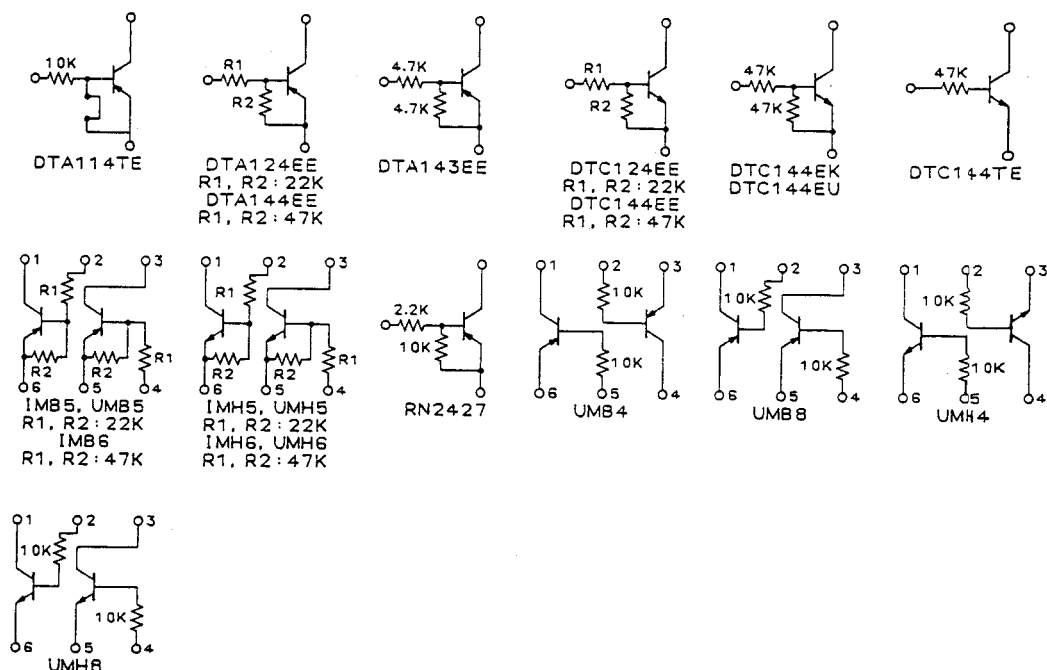 10K
DTA114TE
R1
R2
DTA124EE
R1, R2:22K
DTA144EE
R1, R2:47K
4.7K
4.7K
DTA143EE
R1
R2
DTC124EE
R1, R2:22K
DTC144EE
R1, R2:47K
47K
47K
DTC144EK
DTC144EU
47K
DTC144TE
1 2 3
R1
R1
R2 R2
6 5 4
IMB5, UMB5
R1, R2:22K
IMB6
R1, R2:47K
1 2 3
R1
R1
R2 R2
6 5 4
IMH5, UMH5
R1, R2:22K
IMH6, UMH6
R1, R2:47K
2.2K
10K
RN2427
1 2 3
10K
10K
6 5 4
UMB4
1 2 3
10K
10K
6 5 4
UMB8
1 2 3
10K
10K
6 5 4
UMH4
1 2 3
10K
10K
6 5 4
UMH8